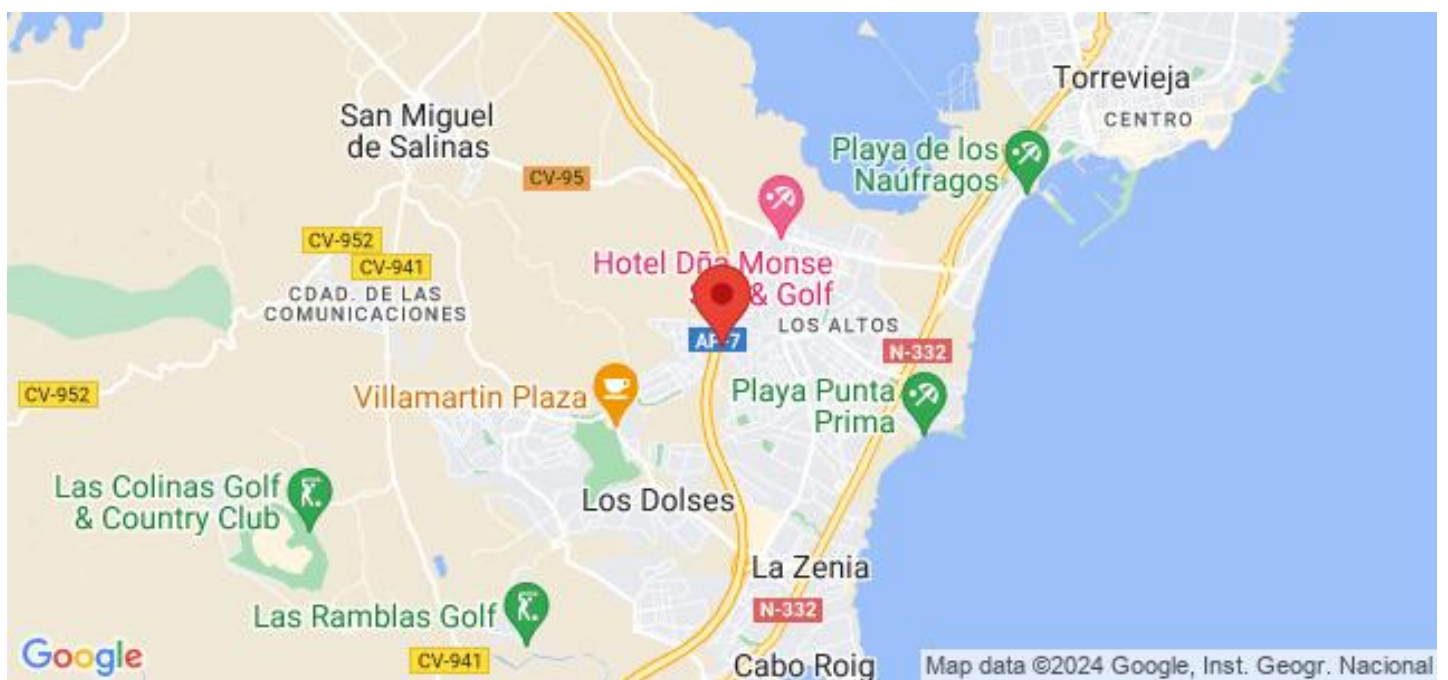 Torrevieja
CENTRO
San Miguel
de Salinas
Playa de los
Naúfragos
CV-95
CV-952
CV-941
Hotel Dña Monse
& Golf
CDAD. DE LAS
COMUNICACIONES
LOS ALTOS
N-332
CV-952
Villamartin Plaza
Playa Punta
Prima
Las Colinas Golf
& Country Club
Los Dolses
La Zenia
N-332
Las Ramblas Golf
Google
CV-941
Cabo Roig
Map data ©2024 Google, Inst. Geogr. Nacional